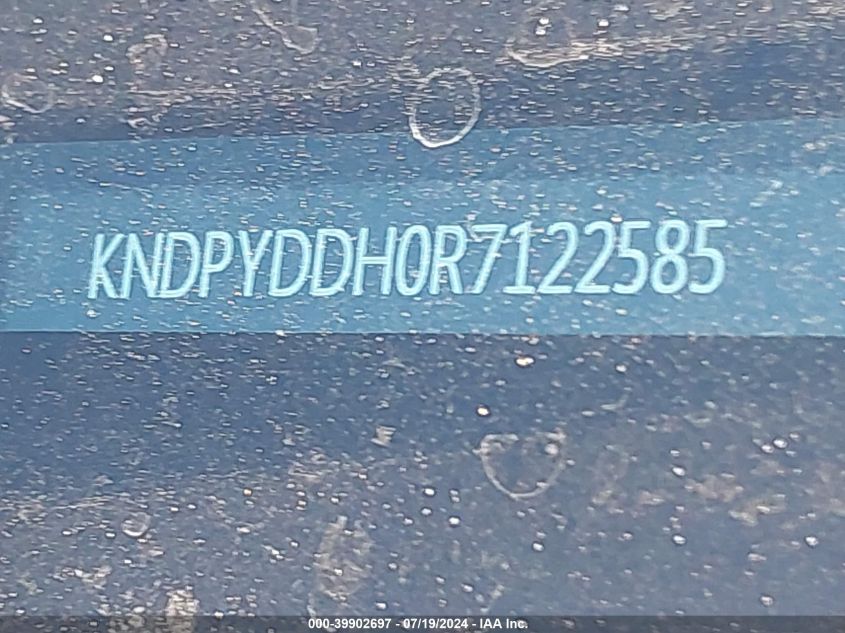 KNDPYDDH0R7122585
000-39902697 - 07/19/2024 - IAA Inc.